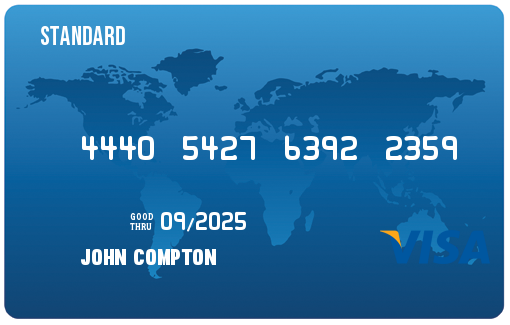 STANDARD
4440 5427 6392 2359
GOOD
THRU 09/2025
JOHN COMPTON
VISA